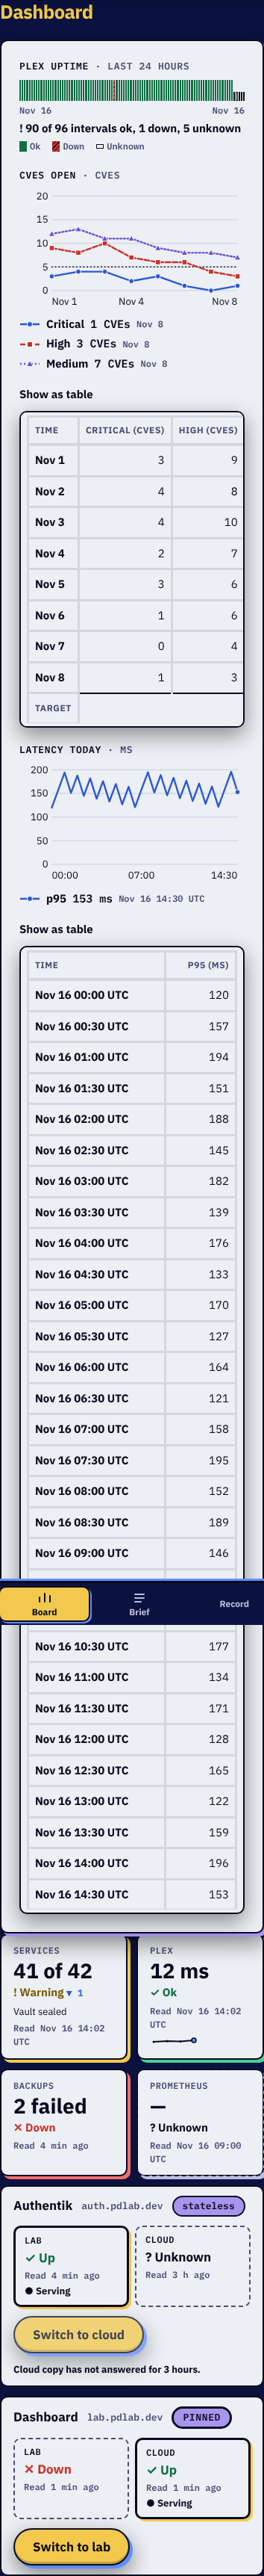 Dashboard
PLEX UPTIME · LAST 24 HOURS
Nov 16 Nov 16
! 90 of 96 intervals ok, 1 down, 5 unknown
Ok Down Unknown
CVES OPEN · CVES
20
15
10
5
0
Nov 1 Nov 4 Nov 8
Critical 1 CVEs Nov 8
High 3 CVEs Nov 8
Medium 7 CVEs Nov 8
Show as table
TIME CRITICAL (CVES) HIGH (CVES)
Nov 1 3 9
Nov 2 4 8
Nov 3 4 10
Nov 4 2 7
Nov 5 3 6
Nov 6 1 6
Nov 7 0 4
Nov 8 1 3
TARGET
LATENCY TODAY · MS
200
150
100
50
0
00:00 07:00 14:30
p95 153 ms Nov 16 14:30 UTC
Show as table
TIME P95 (MS)
Nov 16 00:00 UTC 120
Nov 16 00:30 UTC 157
Nov 16 01:00 UTC 194
Nov 16 01:30 UTC 151
Nov 16 02:00 UTC 188
Nov 16 02:30 UTC 145
Nov 16 03:00 UTC 182
Nov 16 03:30 UTC 139
Nov 16 04:00 UTC 176
Nov 16 04:30 UTC 133
Nov 16 05:00 UTC 170
Nov 16 05:30 UTC 127
Nov 16 06:00 UTC 164
Nov 16 06:30 UTC 121
Nov 16 07:00 UTC 158
Nov 16 07:30 UTC 195
Nov 16 08:00 UTC 152
Nov 16 08:30 UTC 189
Nov 16 09:00 UTC 146
Board Brief Record
Nov 16 10:30 UTC 177
Nov 16 11:00 UTC 134
Nov 16 11:30 UTC 171
Nov 16 12:00 UTC 128
Nov 16 12:30 UTC 165
Nov 16 13:00 UTC 122
Nov 16 13:30 UTC 159
Nov 16 14:00 UTC 196
Nov 16 14:30 UTC 153
SERVICES
41 of 42
! Warning ▼ 1
Vault sealed
Read Nov 16 14:02
UTC
PLEX
12 ms
✓ Ok
Read Nov 16 14:02
UTC
BACKUPS
2 failed
✕ Down
Read 4 min ago
PROMETHEUS
—
? Unknown
Read Nov 16 09:00
UTC
Authentik auth.pdlab.dev stateless
LAB
✓ Up
Read 4 min ago
● Serving
CLOUD
? Unknown
Read 3 h ago
Switch to cloud
Cloud copy has not answered for 3 hours.
Dashboard lab.pdlab.dev PINNED
LAB
✕ Down
Read 1 min ago
CLOUD
✓ Up
Read 1 min ago
● Serving
Switch to lab